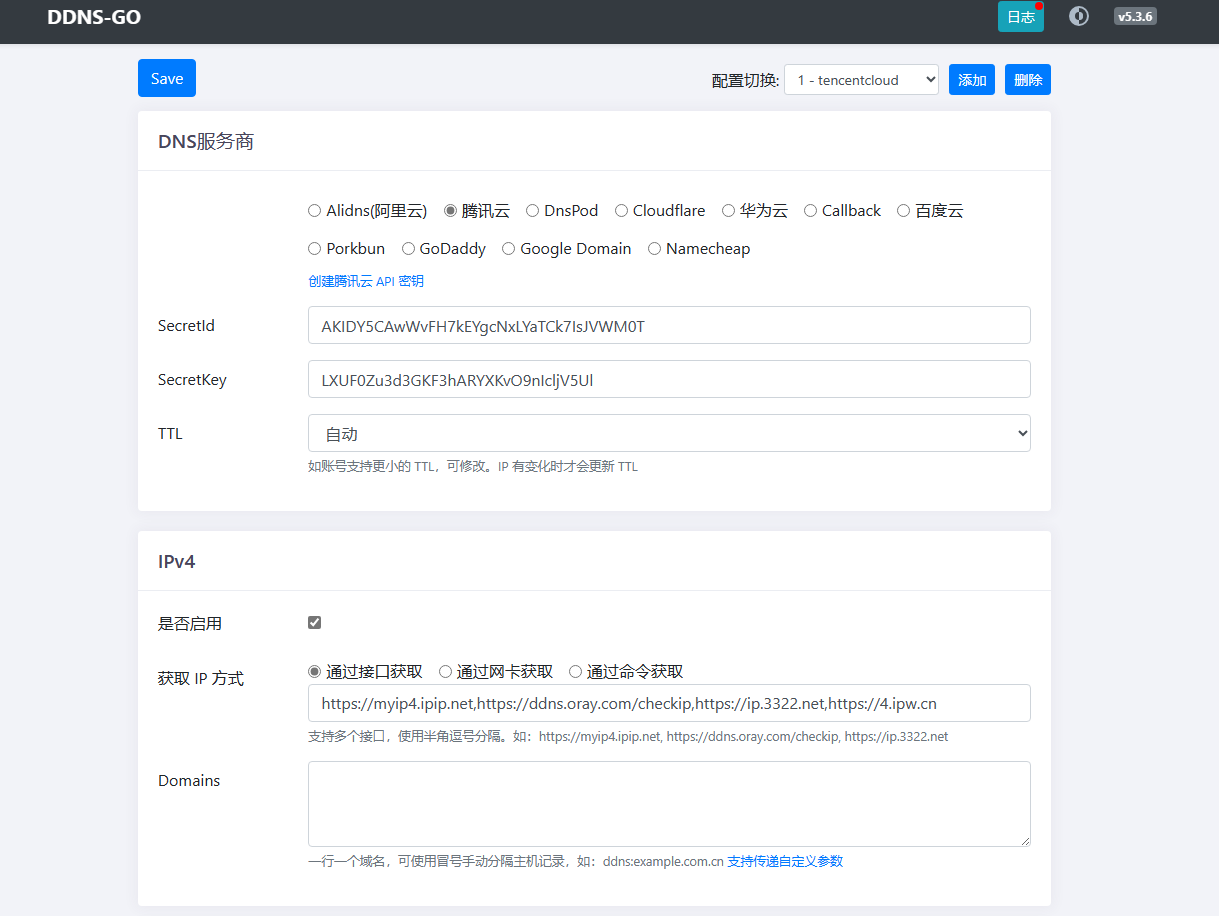 DDNS-GO 日志 v5.3.6
Save 配置切换: 1 - tencentcloud 添加 删除
DNS服务商
Alidns(阿里云) 腾讯云 DnsPod Cloudflare 华为云 Callback 百度云
Porkbun GoDaddy Google Domain Namecheap
创建腾讯云 API 密钥
SecretId AKIDY5CAwWvFH7kEYgcNxLYaTCk7IsJVWM0T
SecretKey LXUF0Zu3d3GKF3hARYXKvO9nIcljV5Ul
TTL 自动
如账号支持更小的 TTL，可修改。IP 有变化时才会更新 TTL
IPv4
是否启用
获取 IP 方式 通过接口获取 通过网卡获取 通过命令获取
https://myip4.ipip.net,https://ddns.oray.com/checkip,https://ip.3322.net,https://4.ipw.cn
支持多个接口，使用半角逗号分隔。如：https://myip4.ipip.net, https://ddns.oray.com/checkip, https://ip.3322.net
Domains
一行一个域名，可使用冒号手动分隔主机记录，如：ddns:example.com.cn 支持传递自定义参数